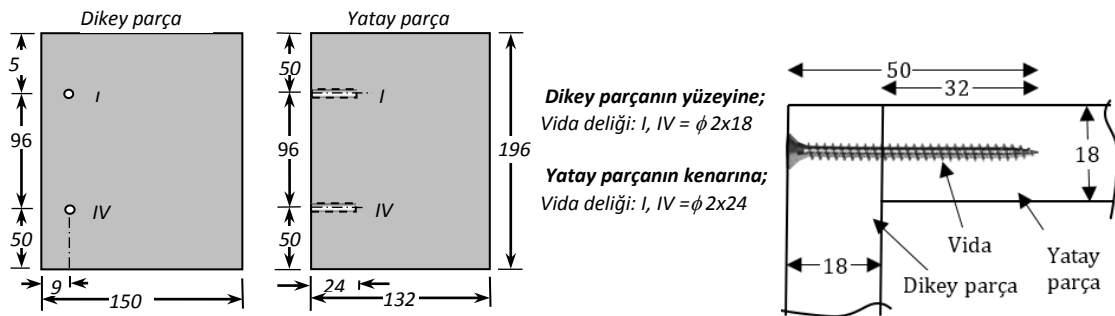 Dikey parça
5
I
96
IV
50
9
150
Yatay parça
50
I
96
196
IV
50
24
132
Dikey parçanın yüzeyine;
Vida deliği: I, IV = ϕ 2x18
Yatay parçanın kenarına;
Vida deliği: I, IV =ϕ 2x24
50
32
18
Vida
Yatay
parça
18
Dikey parça